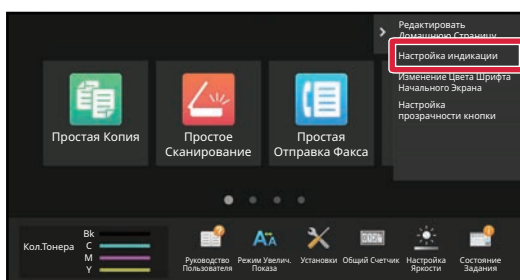 Редактировать
Домашнюю Страницу
Настройка индикации
Изменение Цвета Шрифта
Начального Экрана
Настройка
прозрачности кнопки
Простая Копия
Простое
Сканирование
Простая
Отправка Факса
Кол.Тонера
Bk
C
M
Y
Руководство
Пользователя
Режим Увелич.
Показа
Установки
Общий Счетчик
Настройка
Яркости
Состояние
Задания